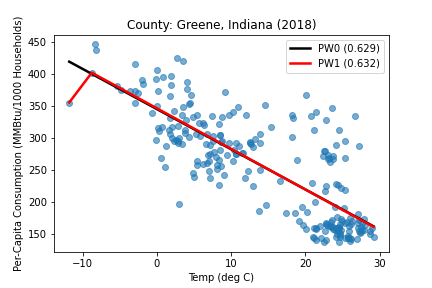 County: Greene, Indiana (2018)
Per-Capita Consumption (MMBtu/1000 Households)
450
400
350
300
250
200
150
PW0 (0.629)
PW1 (0.632)
−10
0
10
20
30
Temp (deg C)